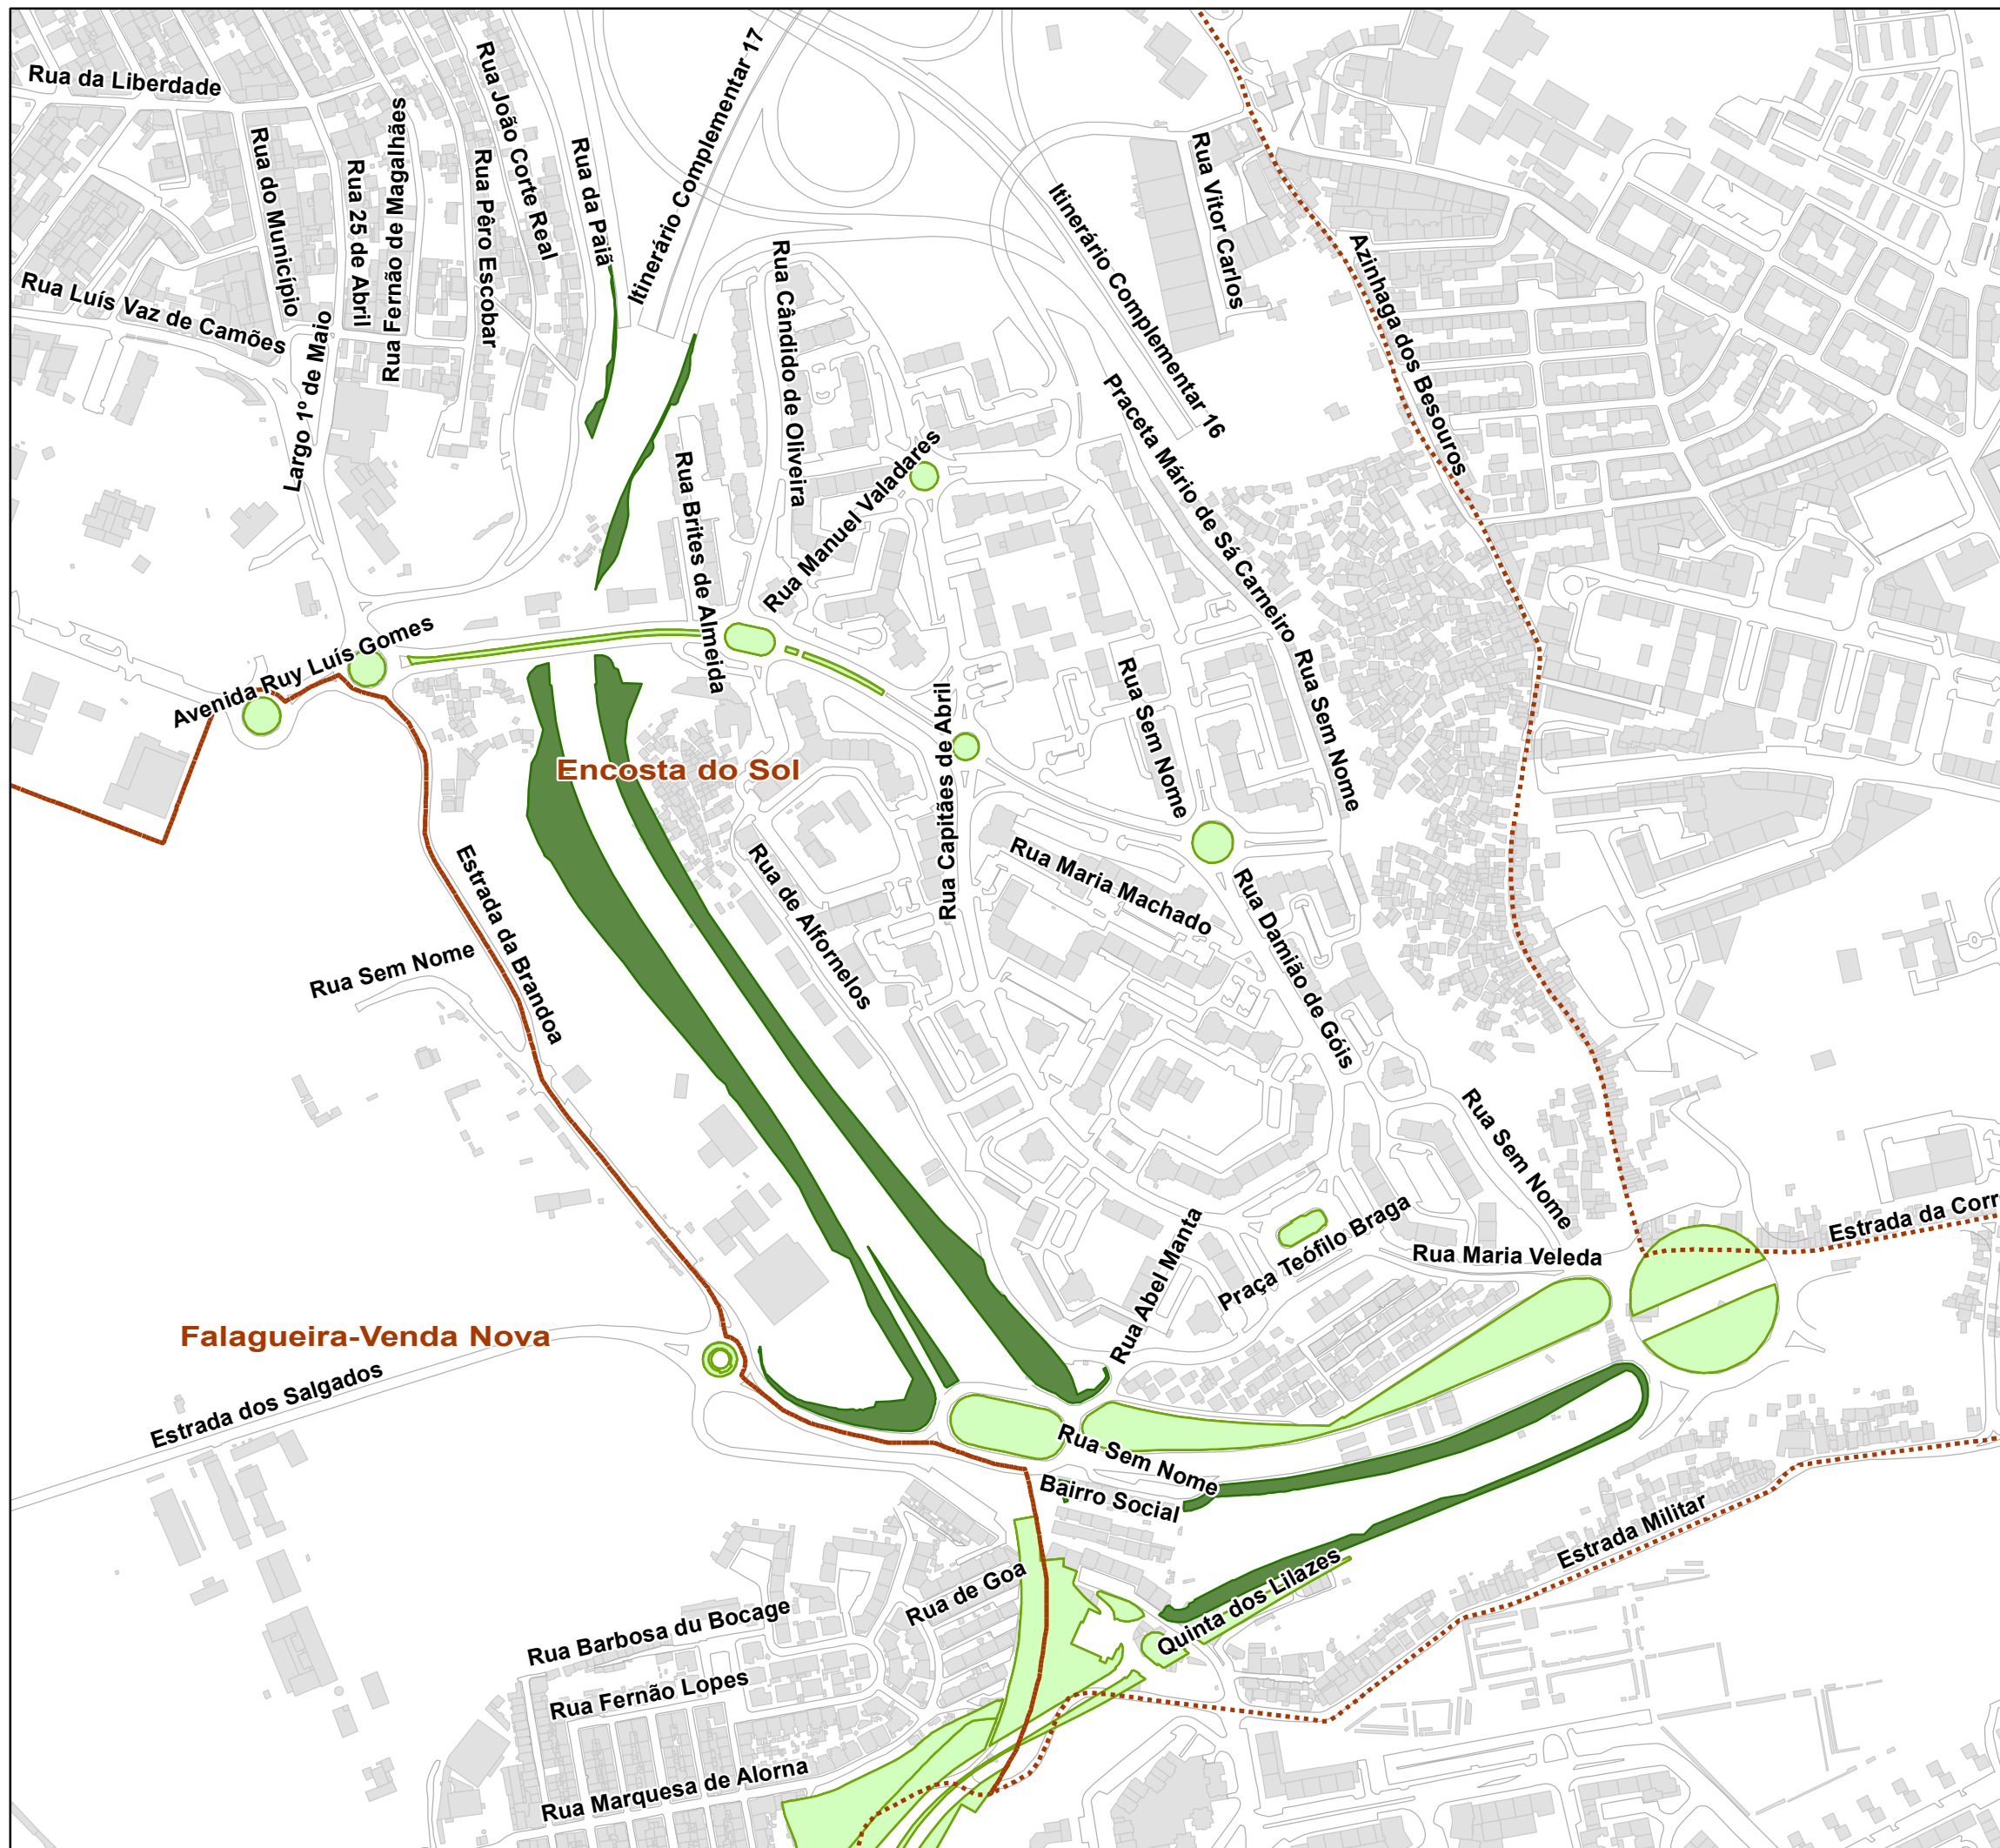 Rua da Liberdade
Rua do Município
Rua 25 de Abril
Rua Fernão de Magalhães
Rua Pêro Escobar
Rua João Corte Real
Rua da Paiã
Itinerário Complementar 17
Rua Luís Vaz de Camões
Largo 1º de Maio
Rua Cândido de Oliveira
Itinerário Complementar 16
Rua Vitor Carlos
Azinhaga dos Besouros
Praceta Mário de Sá Carneiro
Rua Manuel Valadares
Rua Brites de Almeida
Avenida Ruy Luís Gomes
Rua Sem Nome
Rua Sem Nome
Encosta do Sol
Rua Capitães de Abril
Rua Maria Machado
Rua de Alfornelos
Estrada da Brandoa
Rua Sem Nome
Rua Damião de Góis
Rua Sem Nome
Estrada da Corr
Rua Abel Manta
Praça Teófilo Braga
Rua Maria Veleda
Falagueira-Venda Nova
Estrada dos Salgados
Rua Sem Nome
Bairro Social
Estrada Militar
Quinta dos Lilazes
Rua de Goa
Rua Barbosa du Bocage
Rua Fernão Lopes
Rua Marquesa de Alorna